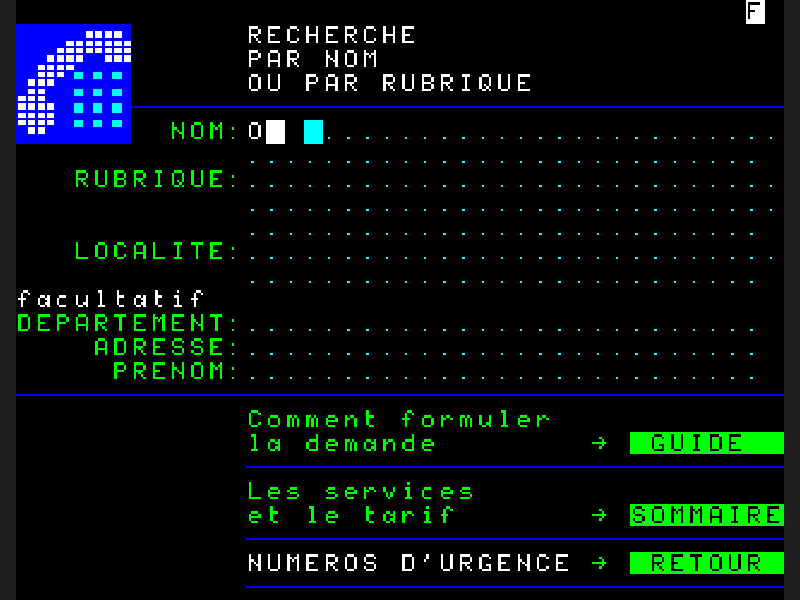 F
RECHERCHE
PAR NOM
OU PAR RUBRIQUE
NOM: O
RUBRIQUE:
LOCALITE:
facultatif
DEPARTEMENT:
ADRESSE:
PRENOM:
Comment formuler
la demande → GUIDE
Les services
et le tarif → SOMMAIRE
NUMEROS D'URGENCE → RETOUR